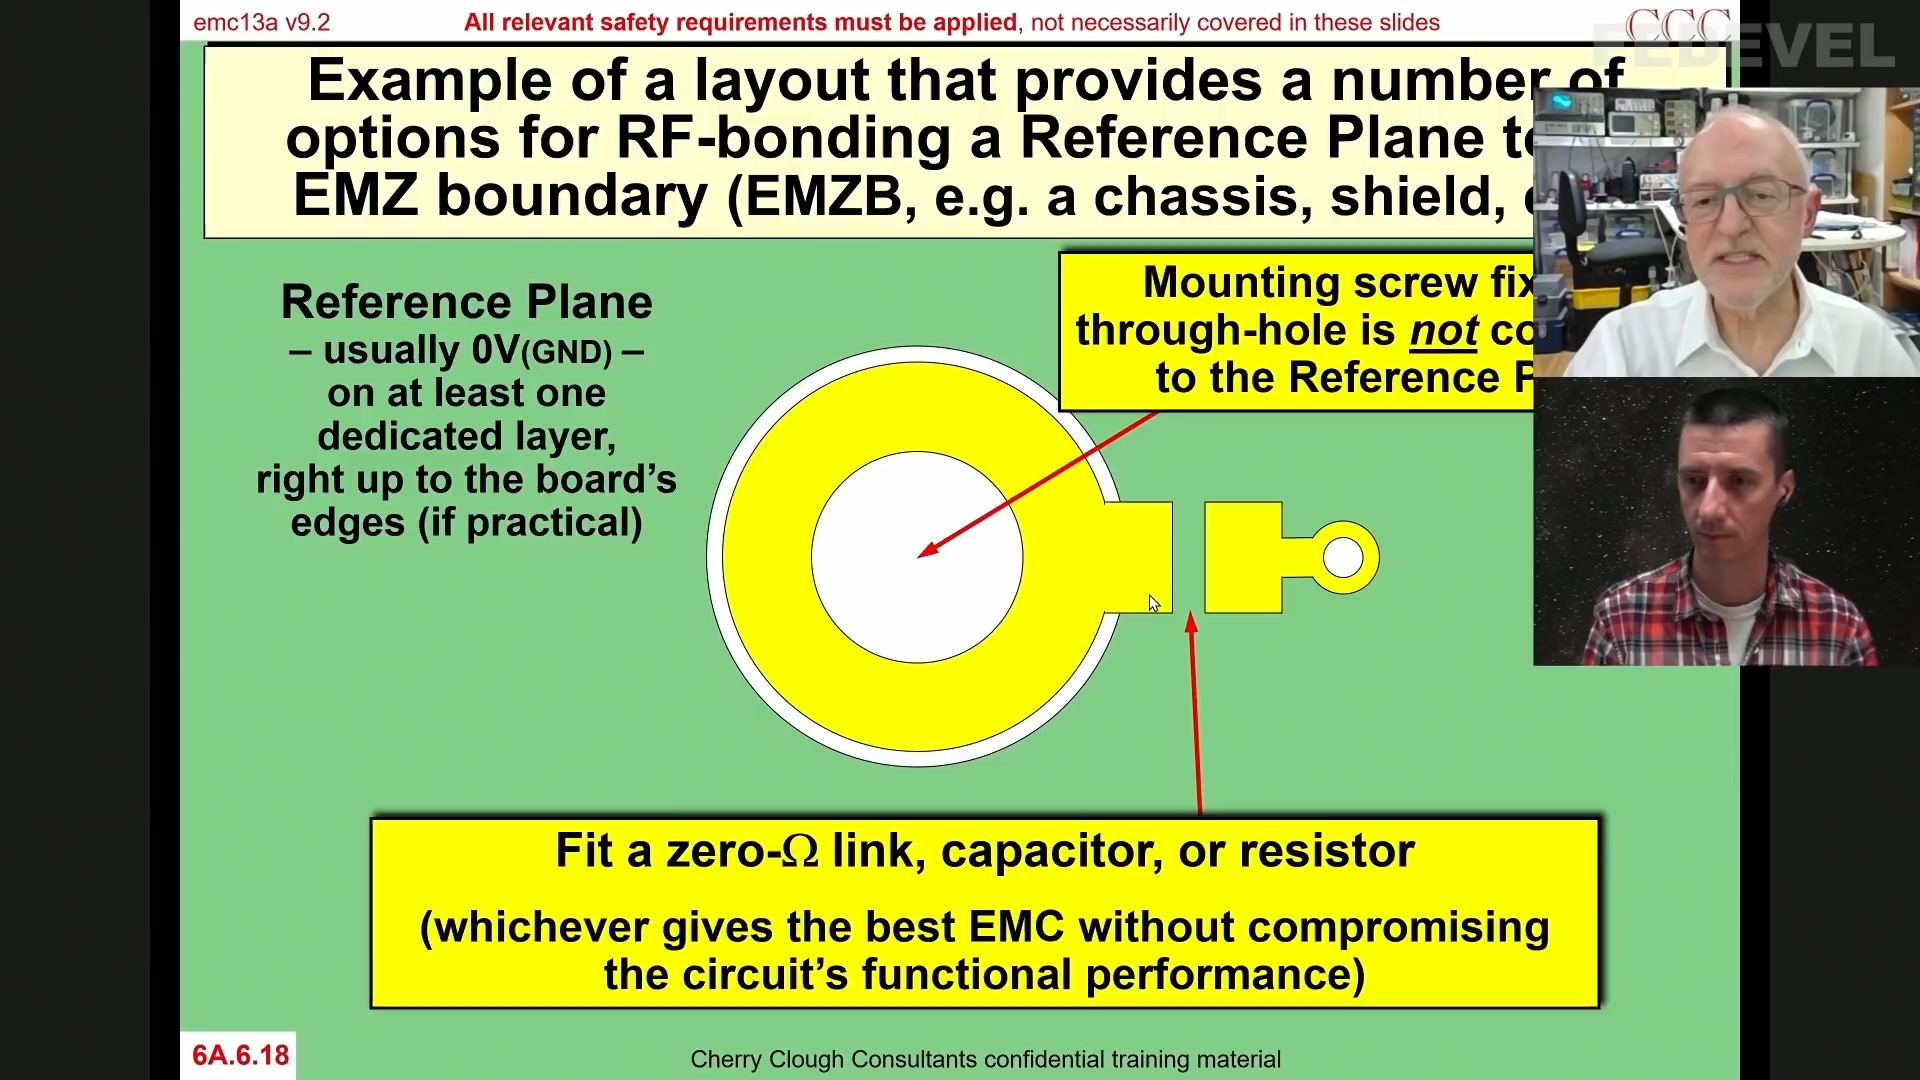 emc13a v9.2
All relevant safety requirements must be applied, not necessarily covered in these slides
CCC
FEDEVEL
Example of a layout that provides a number of
options for RF-bonding a Reference Plane to
EMZ boundary (EMZB, e.g. a chassis, shield,
Mounting screw fix
through-hole is not co
to the Reference P
Reference Plane
– usually 0V(GND) –
on at least one
dedicated layer,
right up to the board’s
edges (if practical)
Fit a zero-Ω link, capacitor, or resistor
(whichever gives the best EMC without compromising
the circuit’s functional performance)
6A.6.18
Cherry Clough Consultants confidential training material